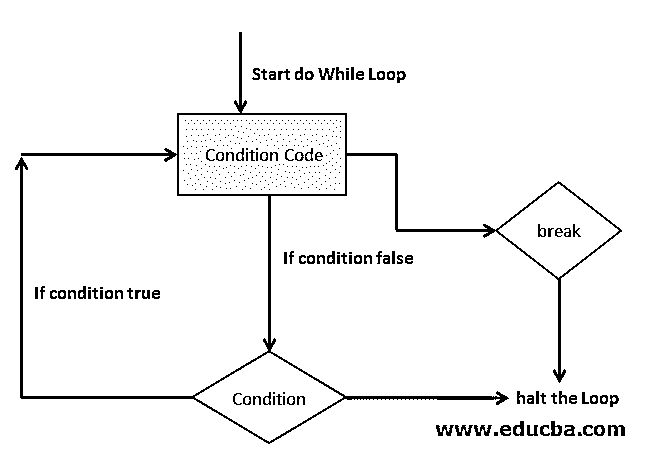 Start do While Loop
Condition Code
break
If condition false
If condition true
Condition
halt the Loop
www.educba.com